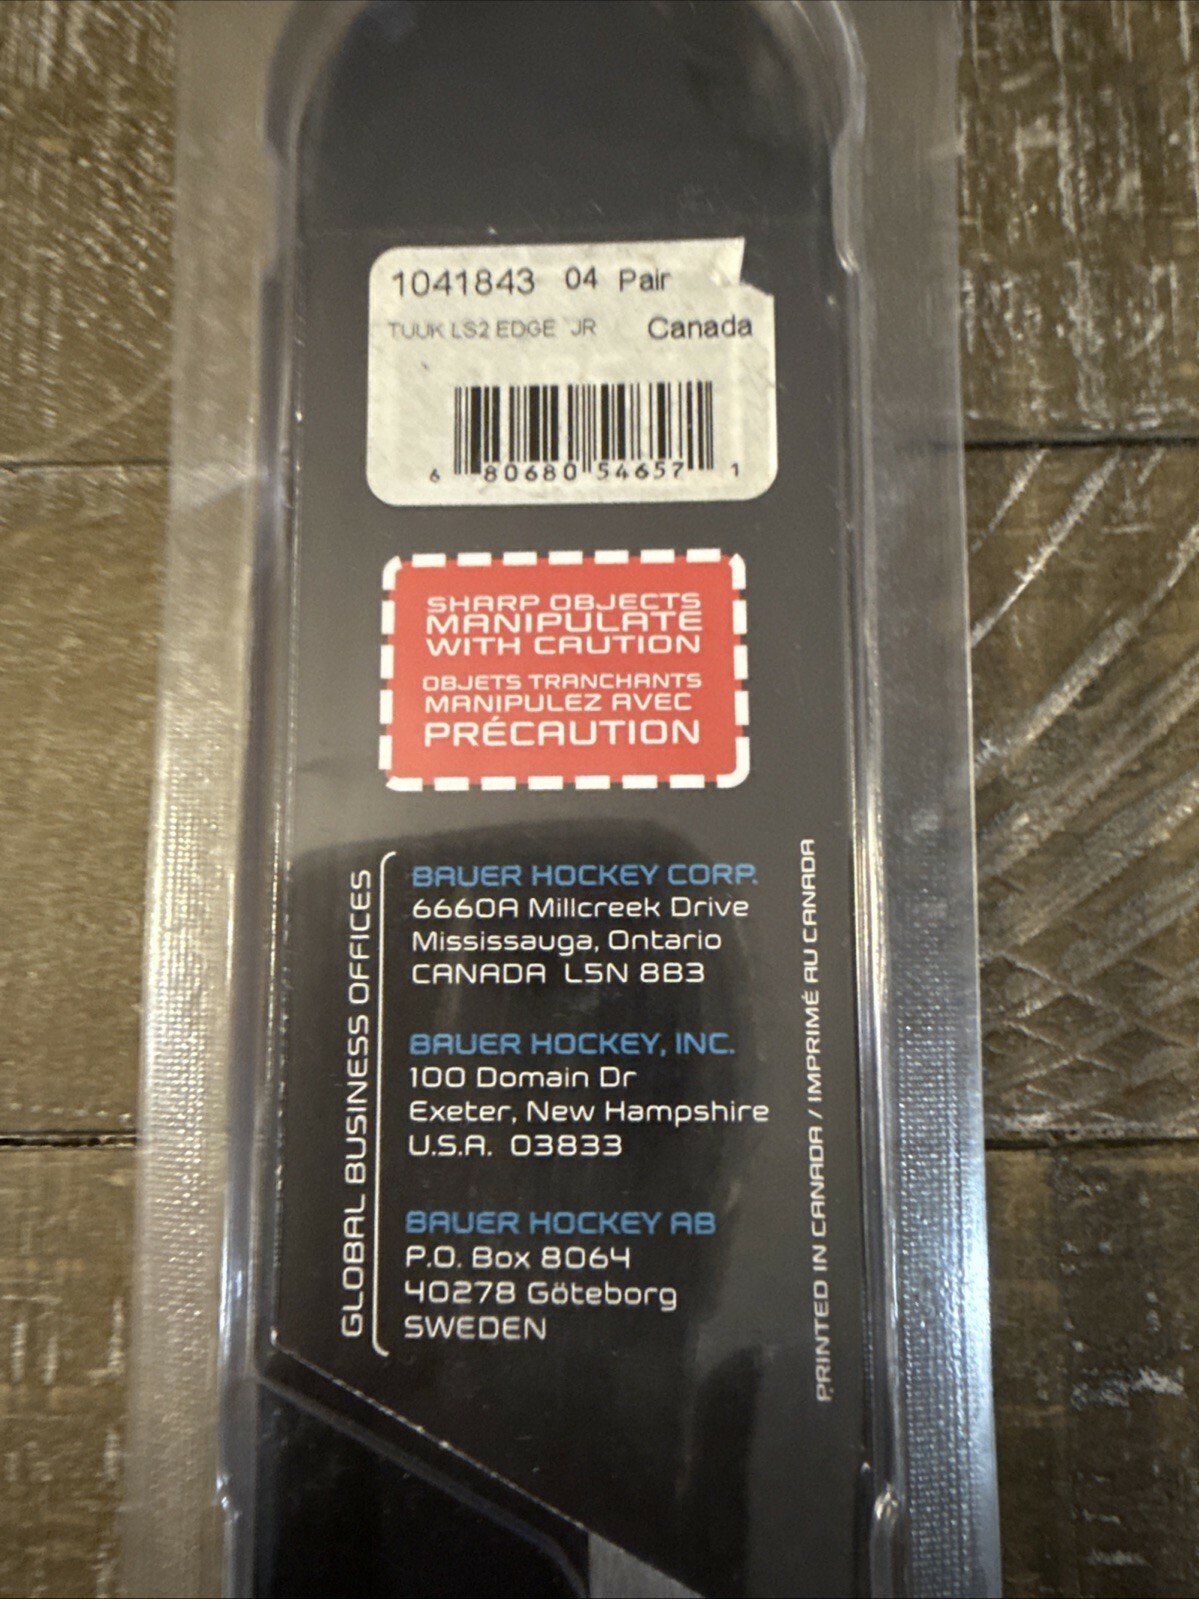 1041843 04 Pair
TUUK LS2 EDGE JR Canada
6 80680 54657 1
SHARP OBJECTS
MANIPULATE
WITH CAUTION
OBJETS TRANCHANTS
MANIPULEZ AVEC
PRÉCAUTION
GLOBAL BUSINESS OFFICES
BAUER HOCKEY CORP.
6660A Millcreek Drive
Mississauga, Ontario
CANADA L5N 8B3
BAUER HOCKEY, INC.
100 Domain Dr
Exeter, New Hampshire
U.S.A. 03833
BAUER HOCKEY AB
P.O. Box 8064
40278 Göteborg
SWEDEN
PRINTED IN CANADA / IMPRIMÉ AU CANADA